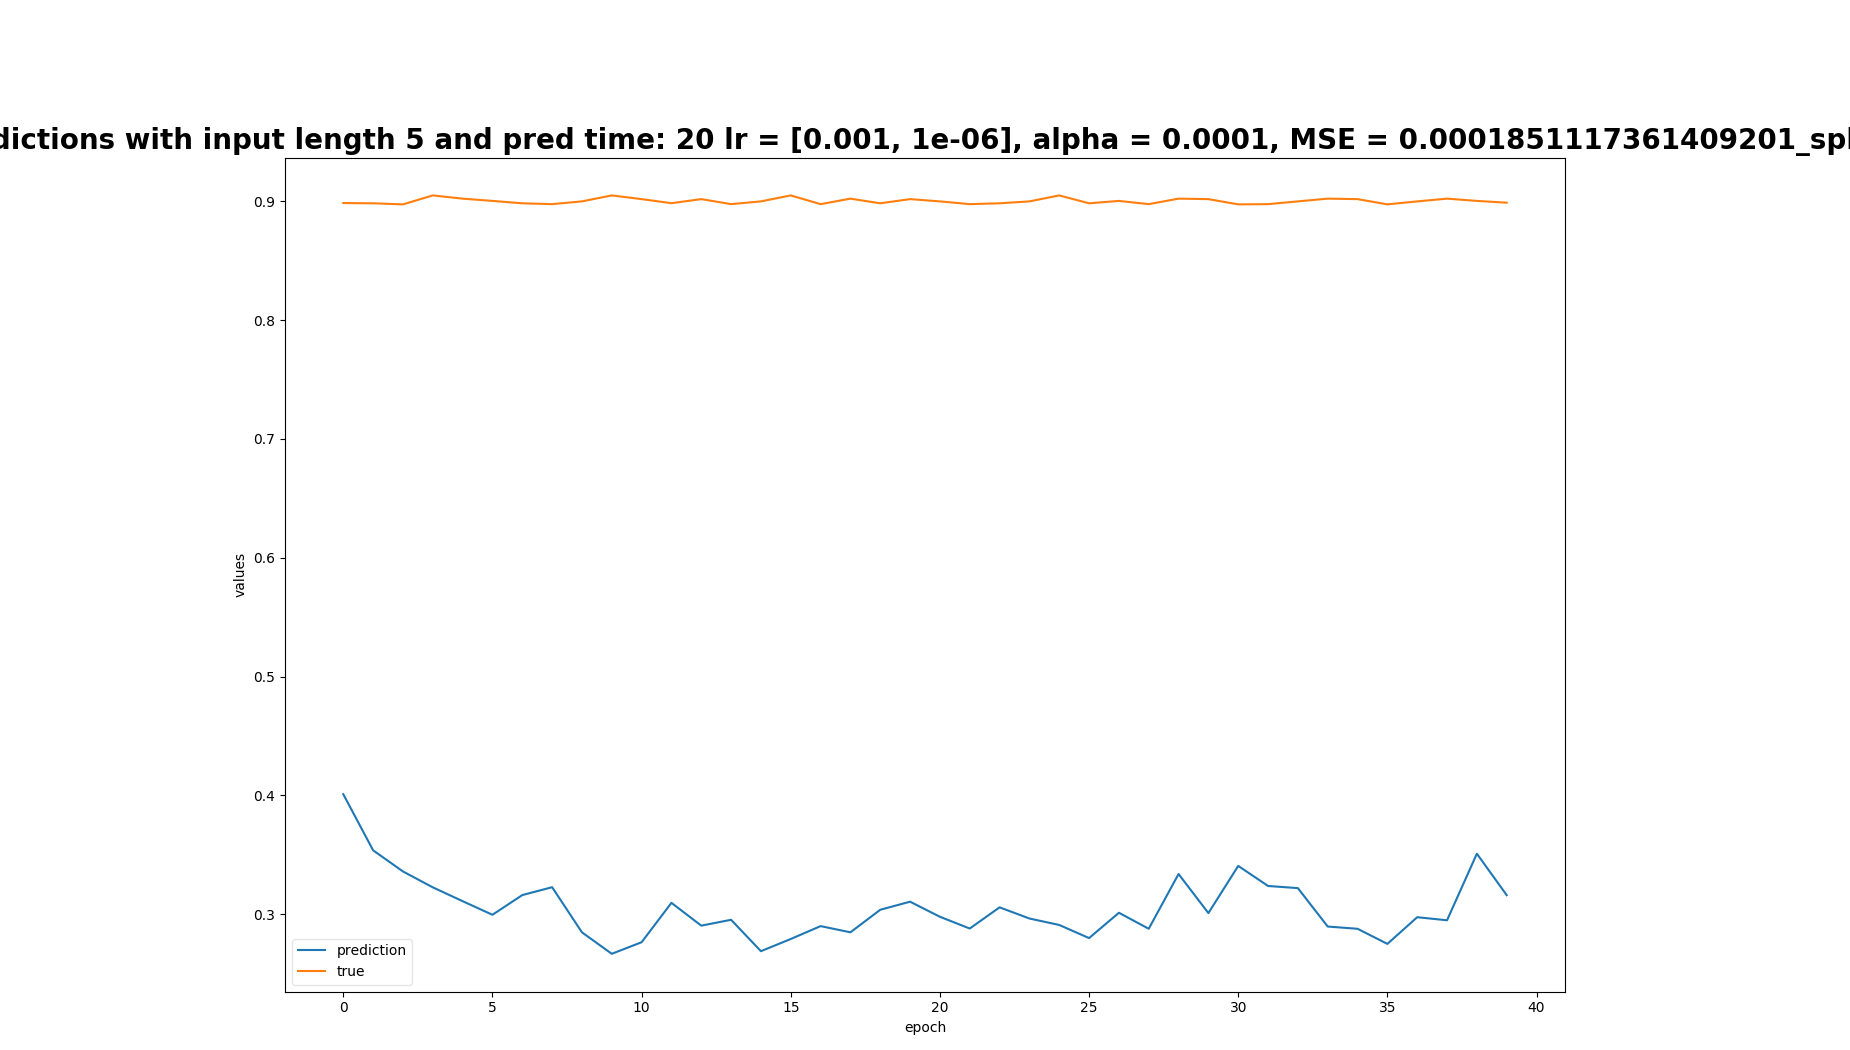 dictions with input length 5 and pred time: 20 lr = [0.001, 1e-06], alpha = 0.0001, MSE = 0.0001851117361409201_spl
0.9
0.8
0.7
0.6
0.5
0.4
0.3
values
prediction
true
0 5 10 15 20 25 30 35 40
epoch